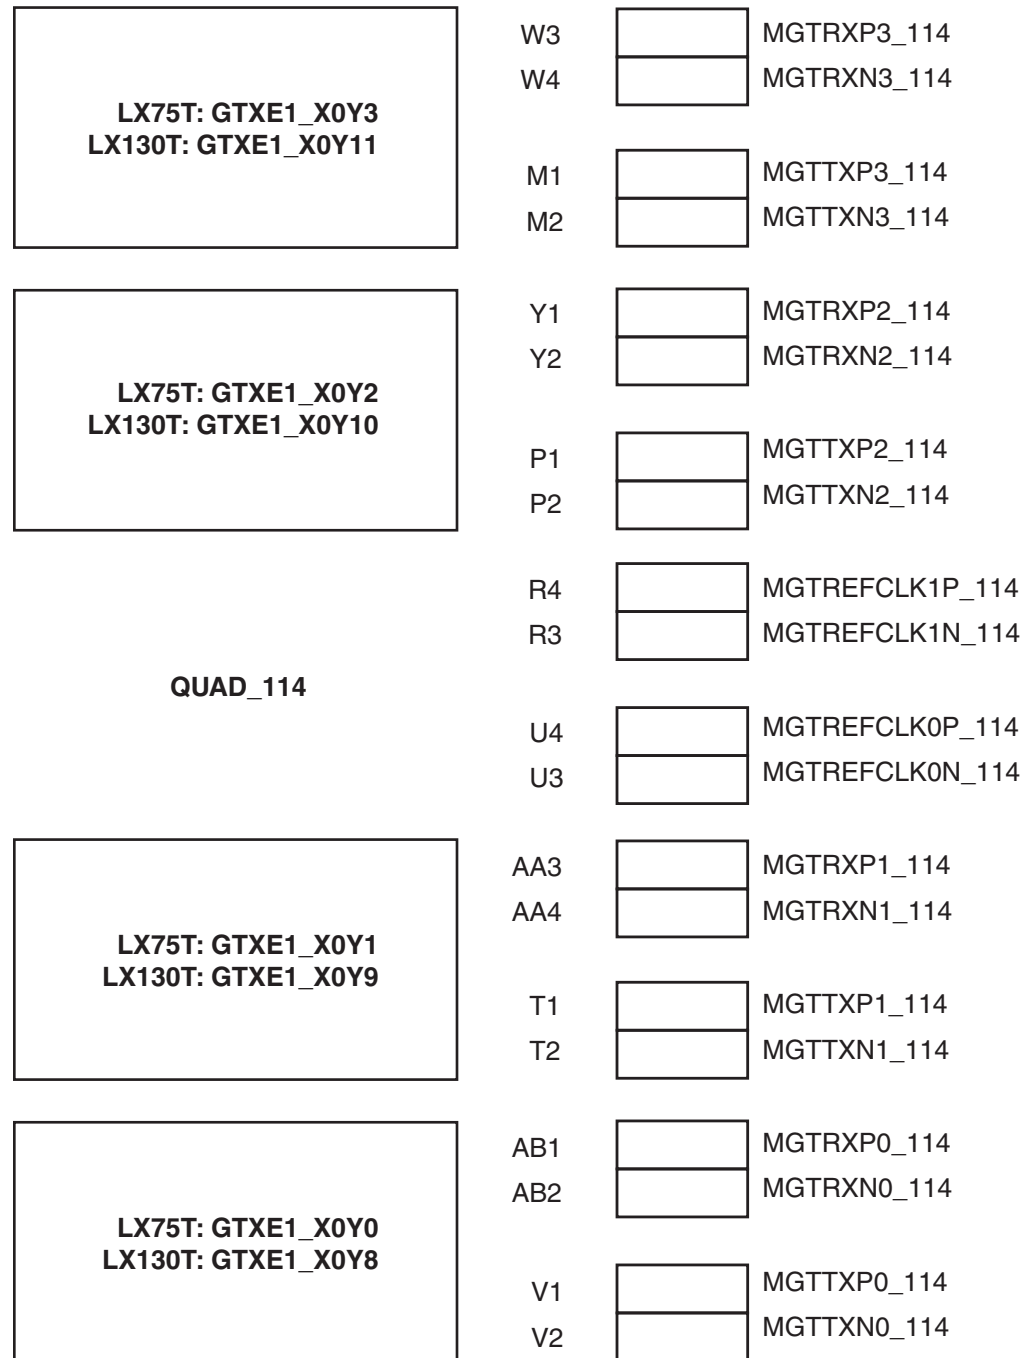 W3 MGTRXP3_114
W4 MGTRXN3_114
LX75T: GTXE1_X0Y3
LX130T: GTXE1_X0Y11
M1 MGTTXP3_114
M2 MGTTXN3_114
Y1 MGTRXP2_114
Y2 MGTRXN2_114
LX75T: GTXE1_X0Y2
LX130T: GTXE1_X0Y10
P1 MGTTXP2_114
P2 MGTTXN2_114
R4 MGTREFCLK1P_114
R3 MGTREFCLK1N_114
QUAD_114
U4 MGTREFCLK0P_114
U3 MGTREFCLK0N_114
AA3 MGTRXP1_114
AA4 MGTRXN1_114
LX75T: GTXE1_X0Y1
LX130T: GTXE1_X0Y9
T1 MGTTXP1_114
T2 MGTTXN1_114
AB1 MGTRXP0_114
AB2 MGTRXN0_114
LX75T: GTXE1_X0Y0
LX130T: GTXE1_X0Y8
V1 MGTTXP0_114
V2 MGTTXN0_114